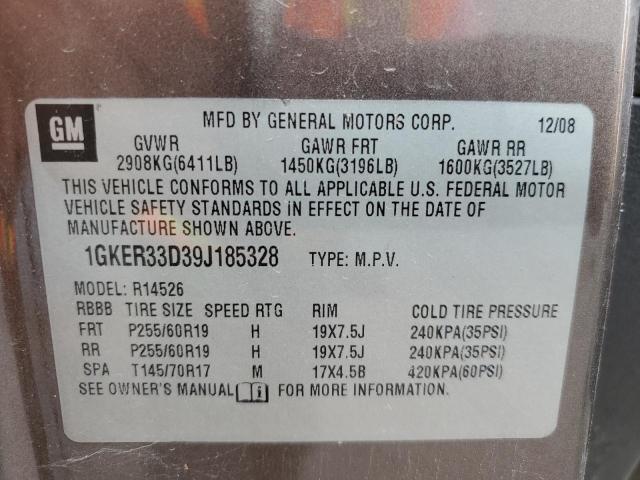 GM
MFD BY GENERAL MOTORS CORP. 12/08
GVWR GAWR FRT GAWR RR
2908KG(6411LB) 1450KG(3196LB) 1600KG(3527LB)
THIS VEHICLE CONFORMS TO ALL APPLICABLE U.S. FEDERAL MOTOR
VEHICLE SAFETY STANDARDS IN EFFECT ON THE DATE OF
MANUFACTURE SHOWN ABOVE.
1GKER33D39J185328 TYPE: M.P.V.
MODEL: R14526
RBBB TIRE SIZE SPEED RTG RIM COLD TIRE PRESSURE
FRT P255/60R19 H 19X7.5J 240KPA(35PSI)
RR P255/60R19 H 19X7.5J 240KPA(35PSI)
SPA T145/70R17 M 17X4.5B 420KPA(60PSI)
SEE OWNER'S MANUAL FOR MORE INFORMATION.